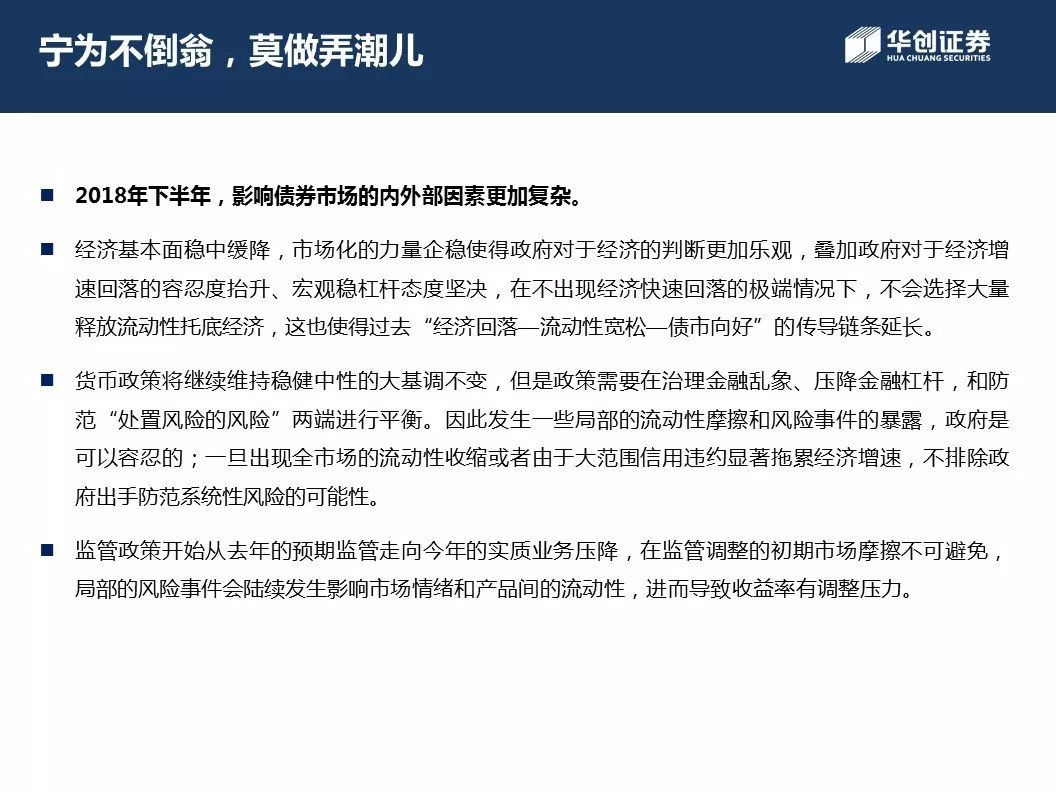 宁为不倒翁，莫做弄潮儿
华创证券
HUA CHUANG SECURITIES
■ 2018年下半年，影响债券市场的内外部因素更加复杂。
■ 经济基本面稳中缓降，市场化的力量企稳使得政府对于经济的判断更加乐观，叠加政府对于经济增
速回落的容忍度抬升、宏观稳杠杆态度坚决，在不出现经济快速回落的极端情况下，不会选择大量
释放流动性托底经济，这也使得过去“经济回落—流动性宽松—债市向好”的传导链条延长。
■ 货币政策将继续维持稳健中性的大基调不变，但是政策需要在治理金融乱象、压降金融杠杆，和防
范“处置风险的风险”两端进行平衡。因此发生一些局部的流动性摩擦和风险事件的暴露，政府是
可以容忍的；一旦出现全市场的流动性收缩或者由于大范围信用违约显著拖累经济增速，不排除政
府出手防范系统性风险的可能性。
■ 监管政策开始从去年的预期监管走向今年的实质业务压降，在监管调整的初期市场摩擦不可避免，
局部的风险事件会陆续发生影响市场情绪和产品间的流动性，进而导致收益率有调整压力。